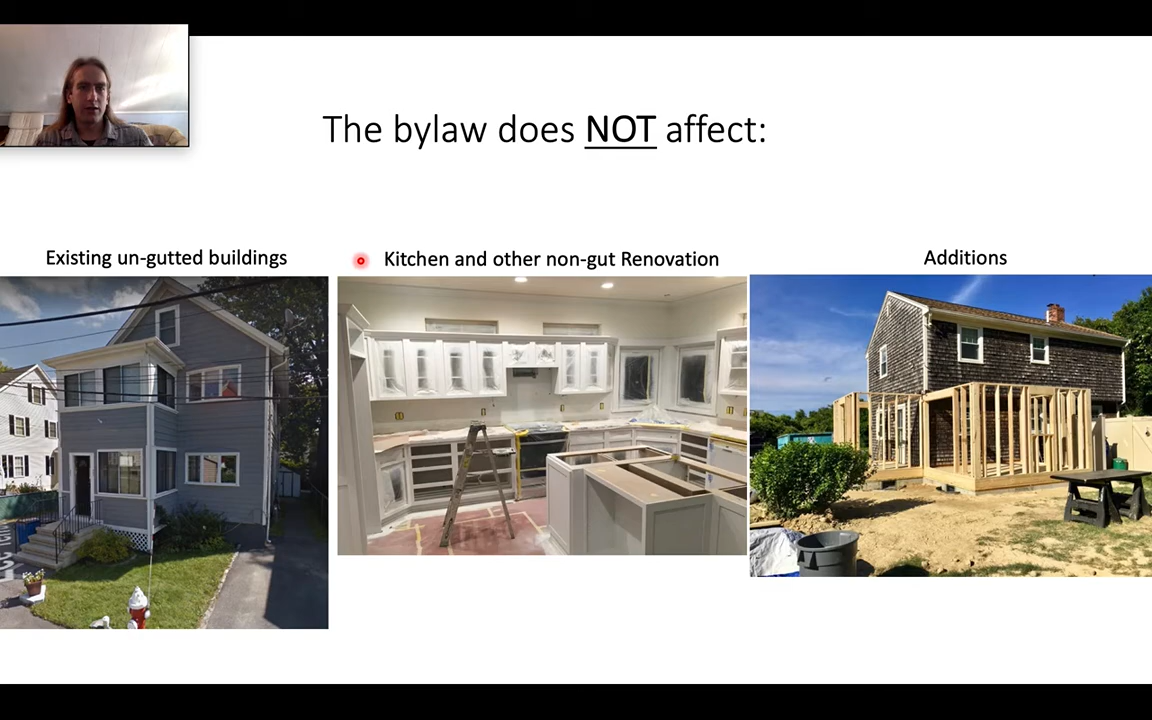 The bylaw does NOT affect:
Existing un-gutted buildings
Kitchen and other non-gut Renovation
Additions